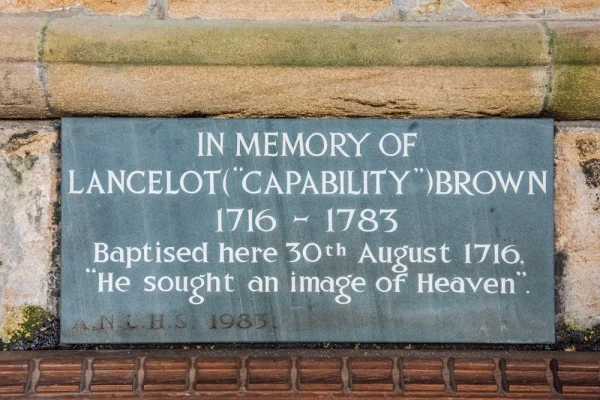 IN MEMORY OF
LANCELOT("CAPABILITY")BROWN
1716 - 1783
Baptised here 30th August 1716.
"He sought an image of Heaven".
A.N.L.H.S. 1983.